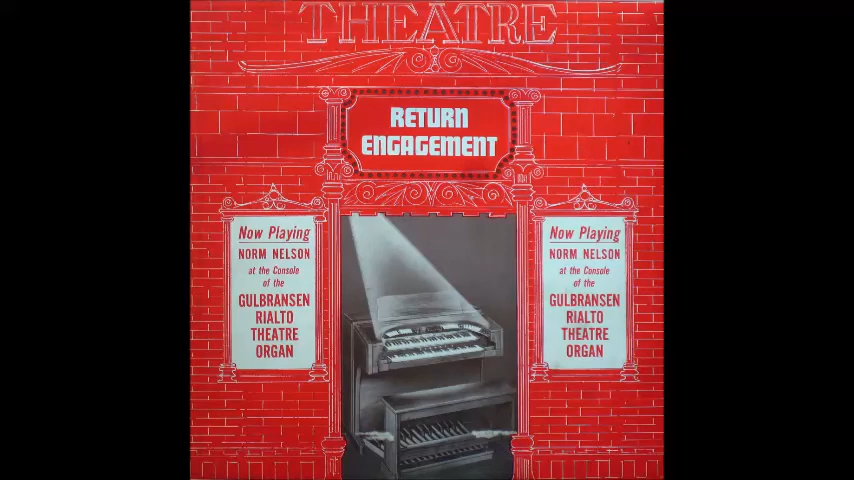 THEATRE
RETURN
ENGAGEMENT
Now Playing
NORM NELSON
at the Console
of the
GULBRANSEN
RIALTO
THEATRE
ORGAN
Now Playing
NORM NELSON
at the Console
of the
GULBRANSEN
RIALTO
THEATRE
ORGAN